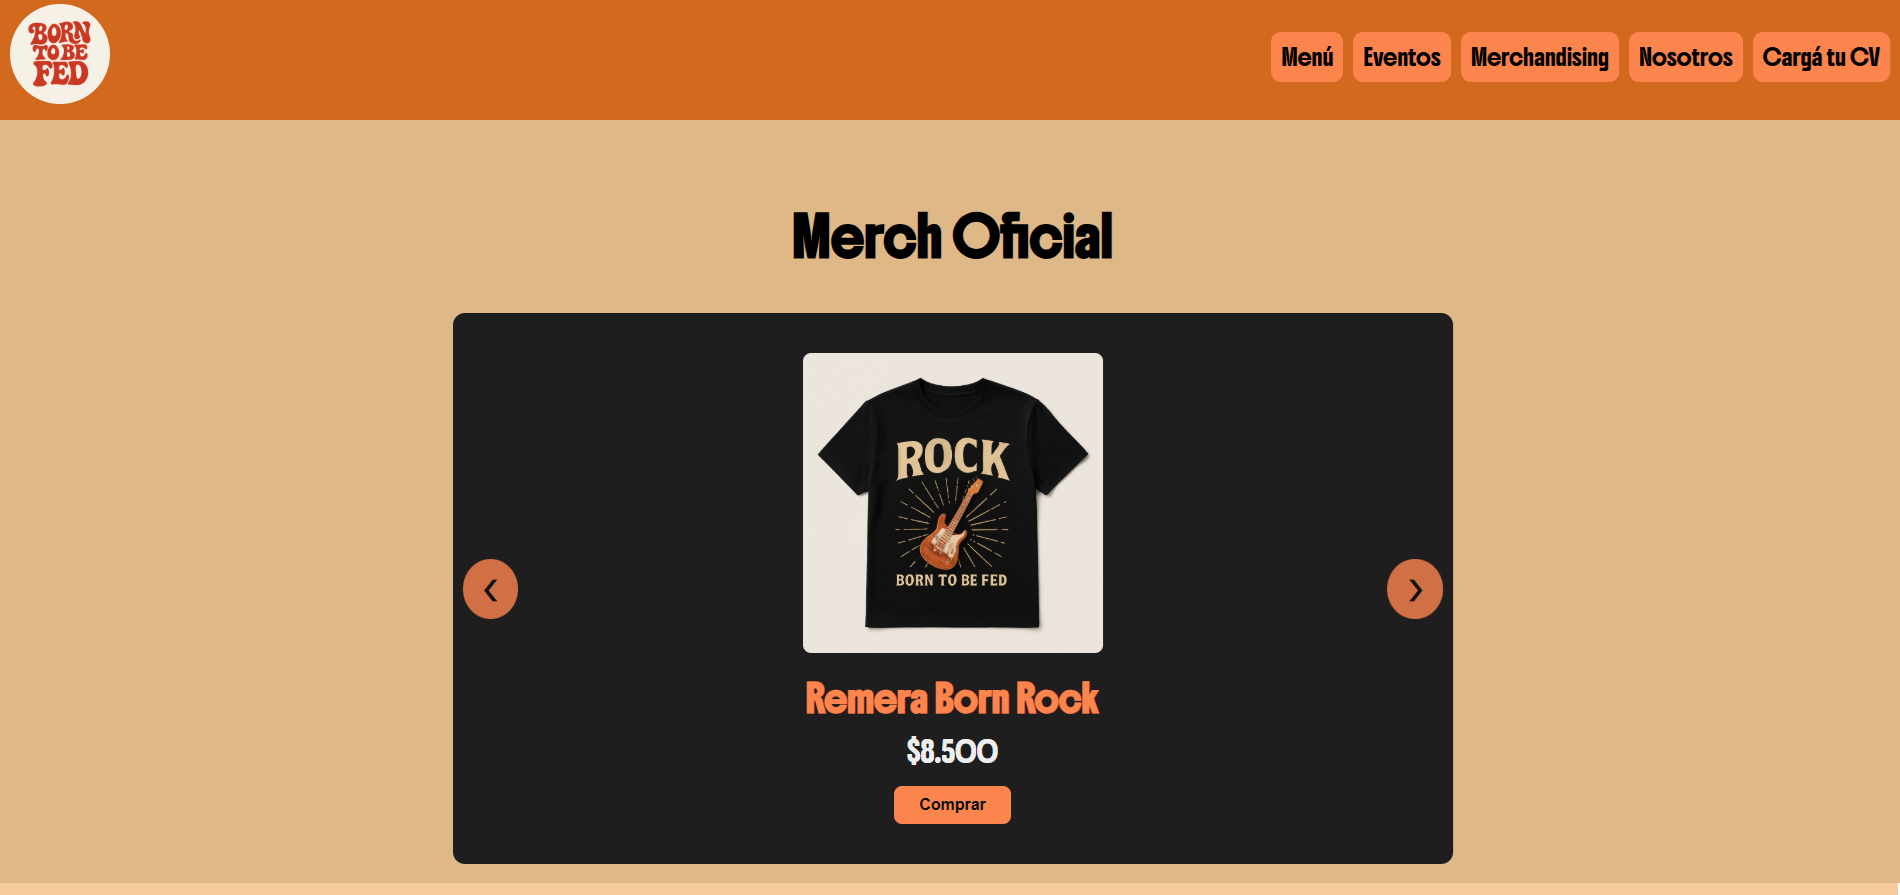 BORN
TO BE
FED
Menú
Eventos
Merchandising
Nosotros
Cargá tu CV
Merch Oficial
ROCK
BORN TO BE FED
❮
❯
Remera Born Rock
$8.500
Comprar